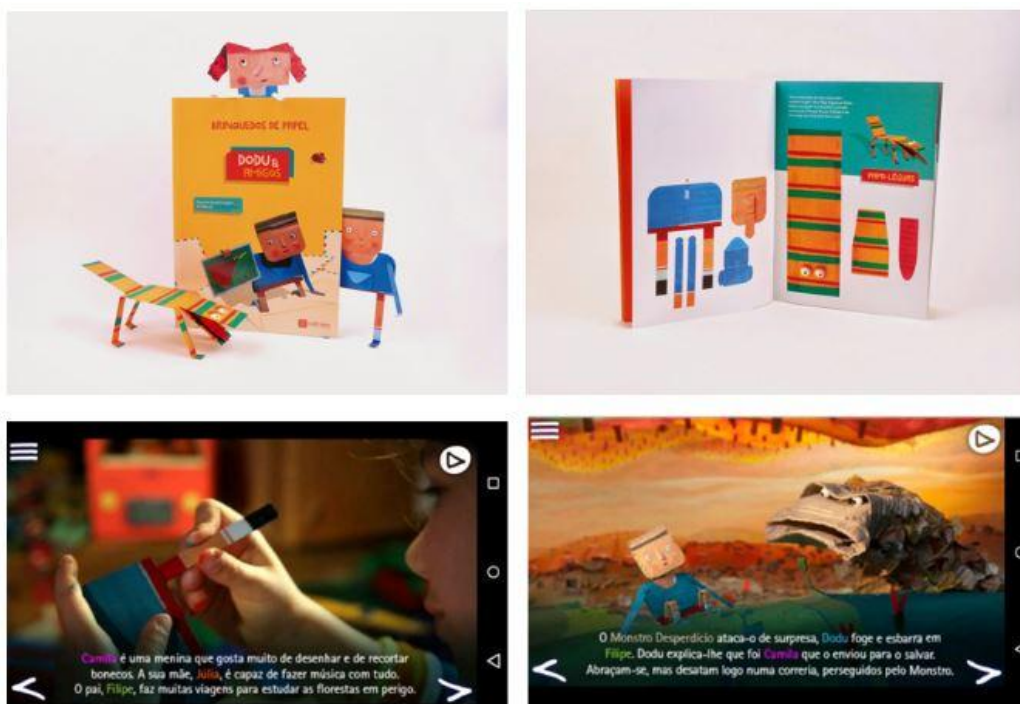 BRINQUEDOS DE PAPEL
DODU &
AMIGOS
PAPA-LÉGUAS
Camila é uma menina que gosta muito de desenhar e de recortar
bonecos. A sua mãe, Júlia, é capaz de fazer música com tudo.
O pai, Filipe, faz muitas viagens para estudar as florestas em perigo.
O Monstro Desperdício ataca-o de surpresa, Dodu foge e esbarra em
Filipe. Dodu explica-lhe que foi Camila que o enviou para o salvar.
Abraçam-se, mas desatam logo numa correria, perseguidos pelo Monstro.